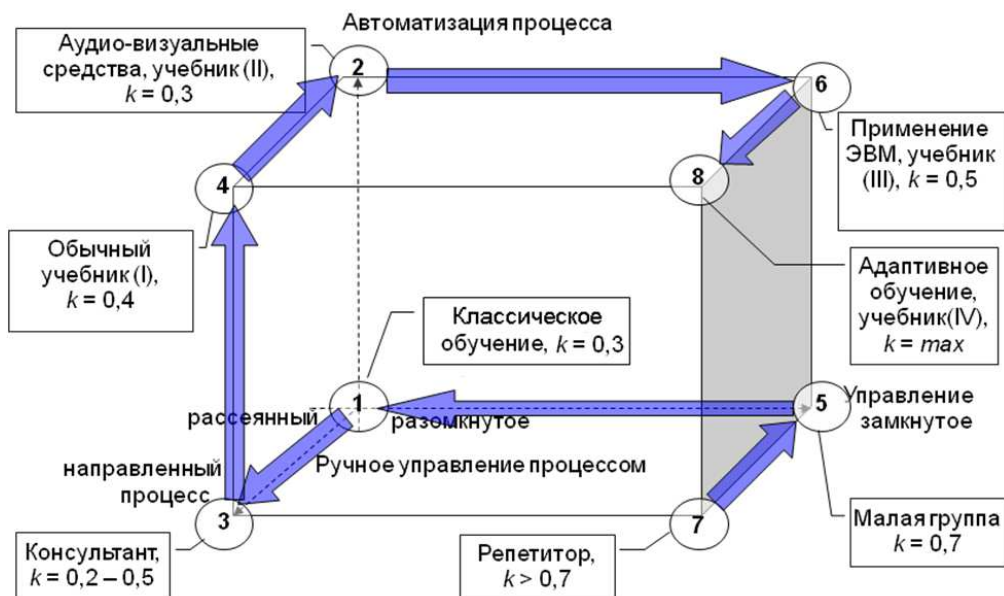 Автоматизация процесса
Аудио-визуальные
средства, учебник (II),
k = 0,3
2
6
Применение
ЭВМ, учебник
(III), k = 0,5
4
8
Обычный
учебник (I),
k = 0,4
Адаптивное
обучение,
учебник(IV),
k = max
Классическое
обучение, k = 0,3
1
5
рассеянный
разомкнутое
Управление
замкнутое
направленный
процесс
Ручное управление процессом
3
7
Консультант,
k = 0,2 – 0,5
Репетитор,
k > 0,7
Малая группа
k = 0,7